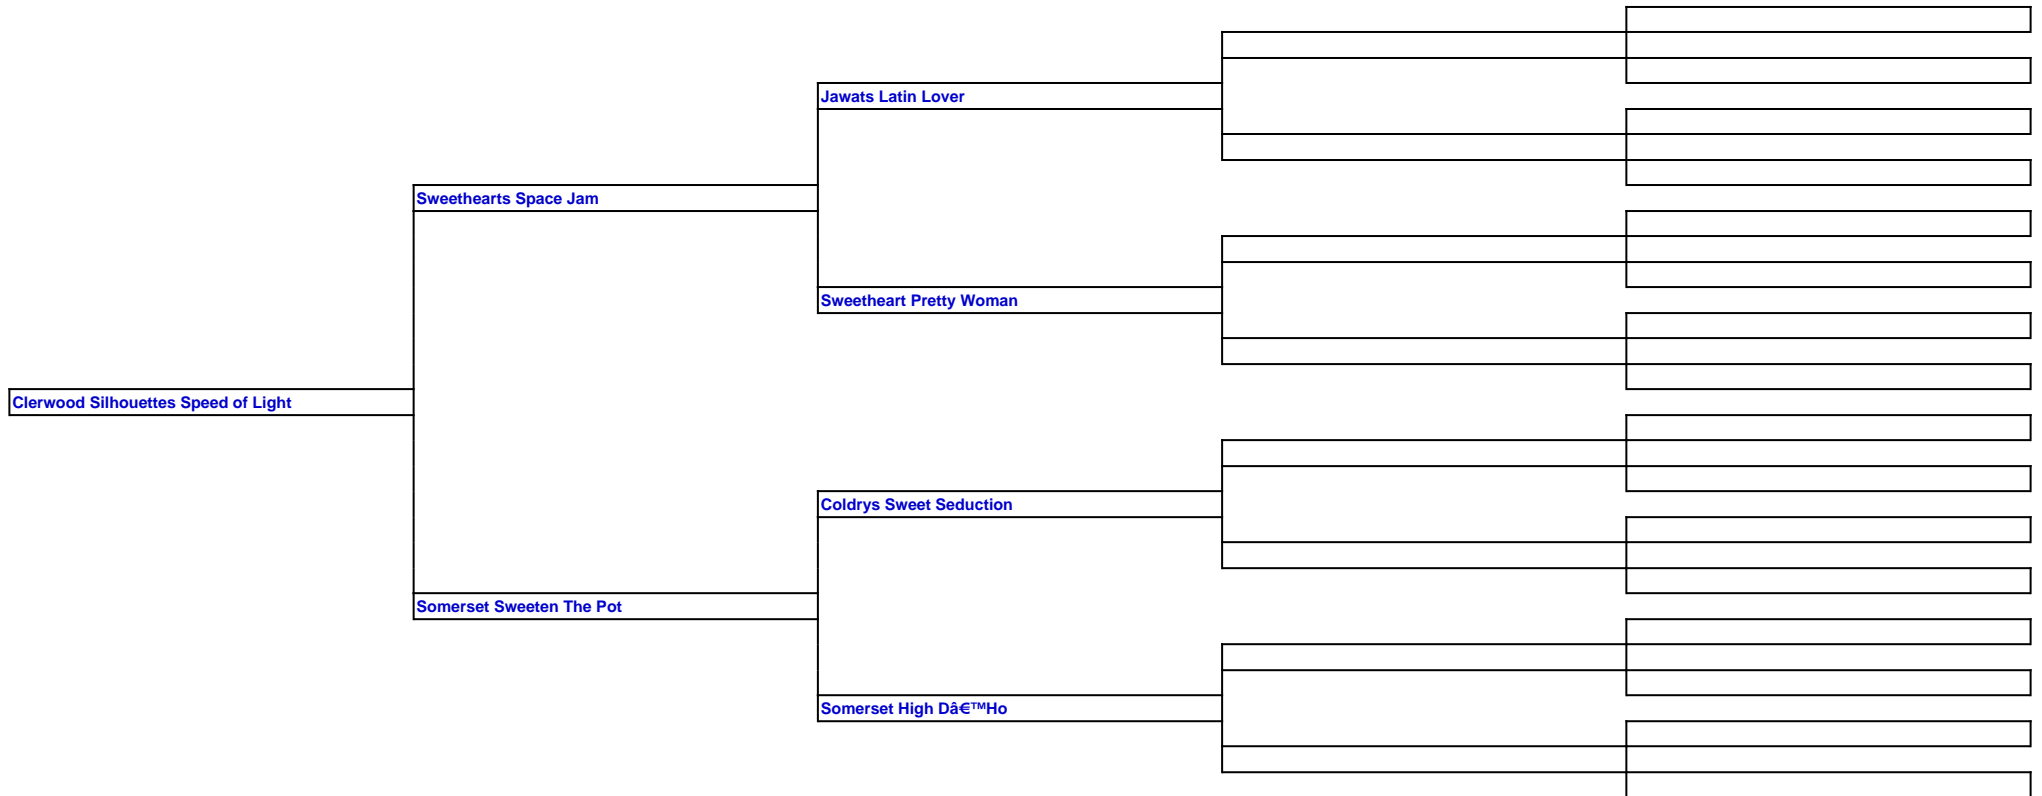 Jawats Latin Lover
Sweethearts Space Jam
Sweetheart Pretty Woman
Clerwood Silhouettes Speed of Light
Coldrys Sweet Seduction
Somerset Sweeten The Pot
Somerset High Dâ€™Ho